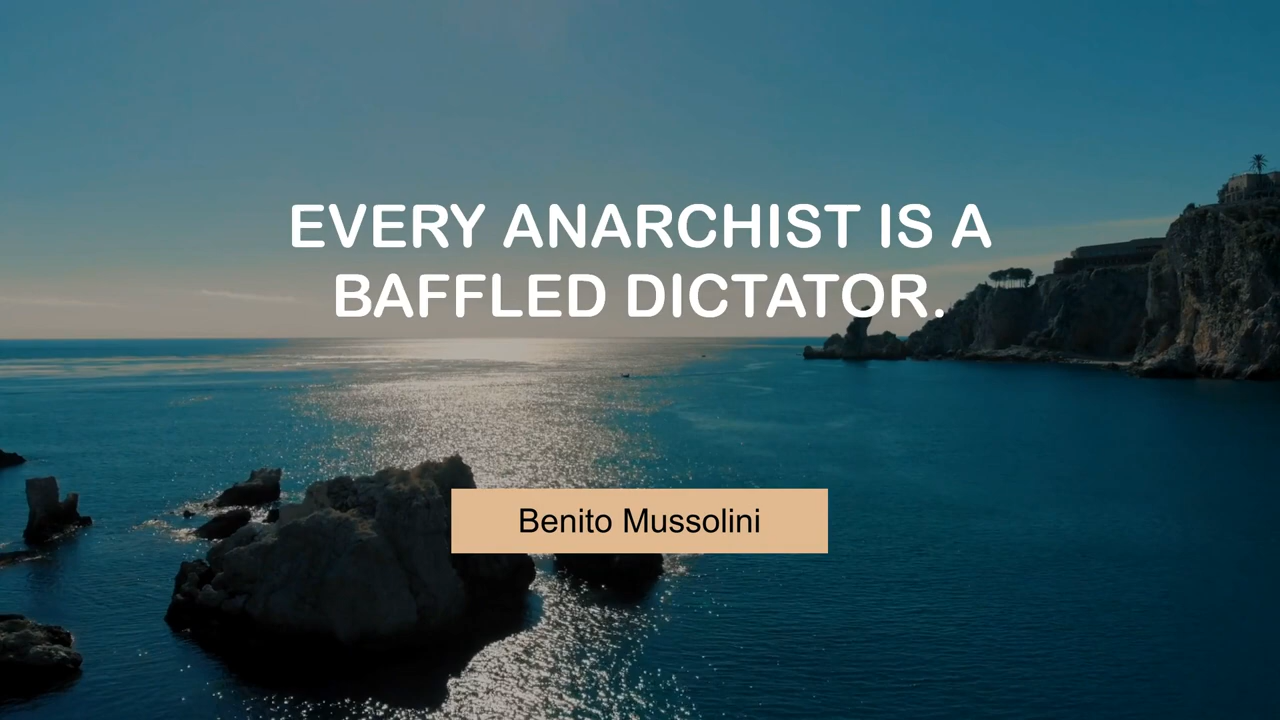 EVERY ANARCHIST IS A
BAFFLED DICTATOR.
Benito Mussolini